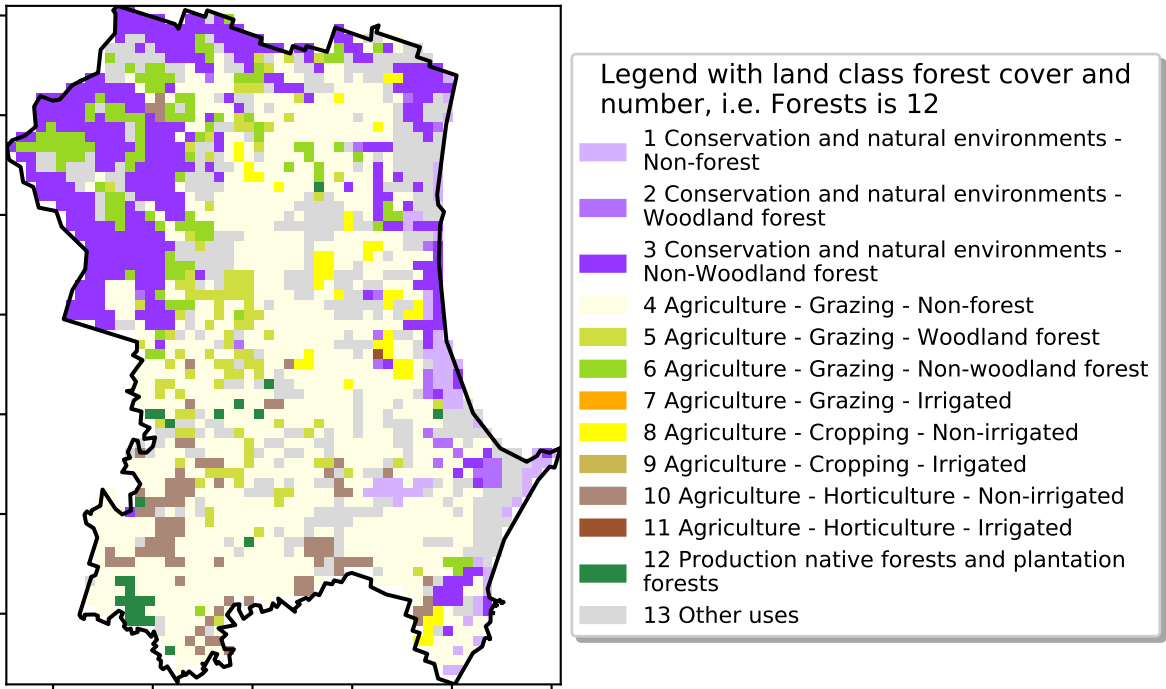 Legend with land class forest cover and
number, i.e. Forests is 12
1 Conservation and natural environments -
Non-forest
2 Conservation and natural environments -
Woodland forest
3 Conservation and natural environments -
Non-Woodland forest
4 Agriculture - Grazing - Non-forest
5 Agriculture - Grazing - Woodland forest
6 Agriculture - Grazing - Non-woodland forest
7 Agriculture - Grazing - Irrigated
8 Agriculture - Cropping - Non-irrigated
9 Agriculture - Cropping - Irrigated
10 Agriculture - Horticulture - Non-irrigated
11 Agriculture - Horticulture - Irrigated
12 Production native forests and plantation
forests
13 Other uses